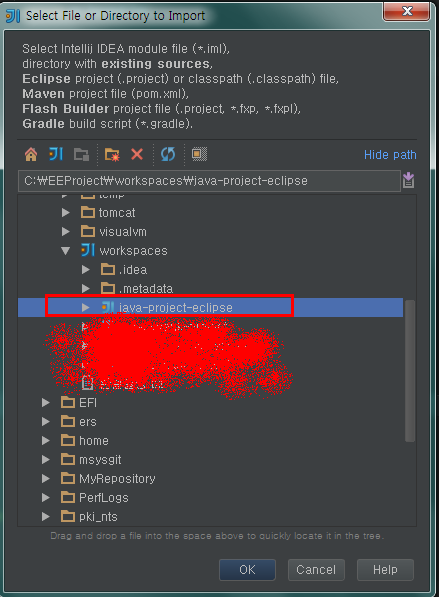 Select File or Directory to Import
Select Intellij IDEA module file (*.iml),
directory with existing sources,
Eclipse project (.project) or classpath (.classpath) file,
Maven project file (pom.xml),
Flash Builder project file (.project, *.fxp, *.fxpl),
Gradle build script (*.gradle).
Hide path
C:₩EEProject₩workspaces₩java-project-eclipse
temp
tomcat
visualvm
workspaces
.idea
.metadata
java-project-eclipse
EFI
ers
home
msysgit
MyRepository
PerfLogs
pki_nts
Drag and drop a file into the space above to quickly locate it in the tree.
OK
Cancel
Help